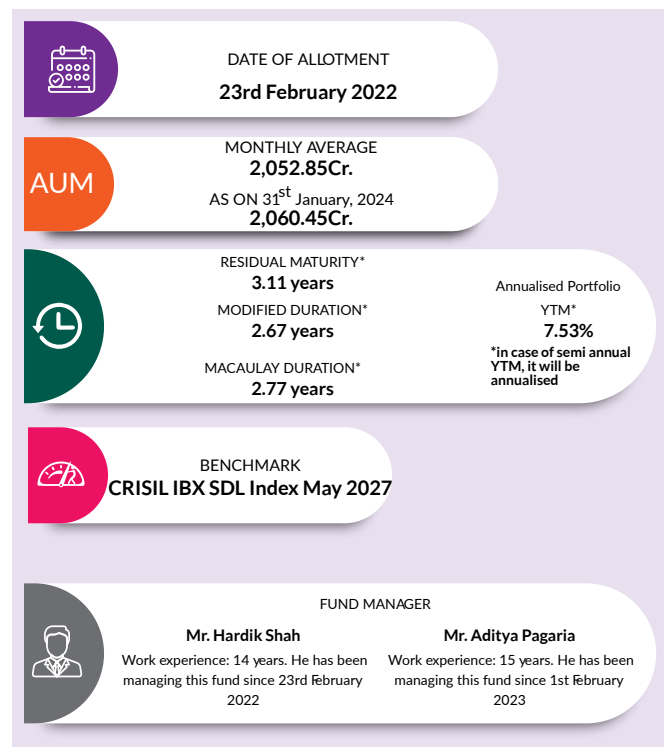 DATE OF ALLOTMENT
23rd February 2022
AUM
MONTHLY AVERAGE
2,052.85Cr.
AS ON 31st January, 2024
2,060.45Cr.
RESIDUAL MATURITY*
3.11 years
MODIFIED DURATION*
2.67 years
MACAULAY DURATION*
2.77 years
Annualised Portfolio
YTM*
7.53%
*in case of semi annual
YTM, it will be
annualised
BENCHMARK
CRISIL IBX SDL Index May 2027
FUND MANAGER
Mr. Hardik Shah
Work experience: 14 years. He has been
managing this fund since 23rd February
2022
Mr. Aditya Pagaria
Work experience: 15 years. He has been
managing this fund since 1st February
2023